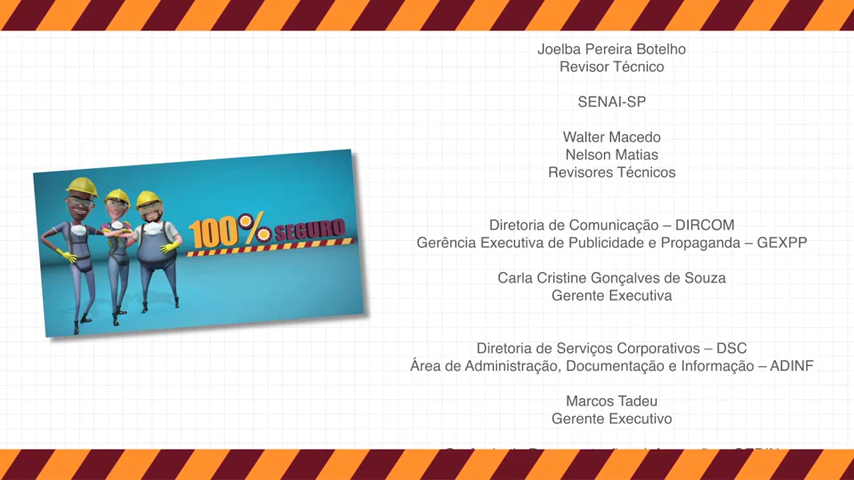 100% SEGURO
Joelba Pereira Botelho
Revisor Técnico
SENAI-SP
Walter Macedo
Nelson Matias
Revisores Técnicos
Diretoria de Comunicação – DIRCOM
Gerência Executiva de Publicidade e Propaganda – GEXPP
Carla Cristine Gonçalves de Souza
Gerente Executiva
Diretoria de Serviços Corporativos – DSC
Área de Administração, Documentação e Informação – ADINF
Marcos Tadeu
Gerente Executivo